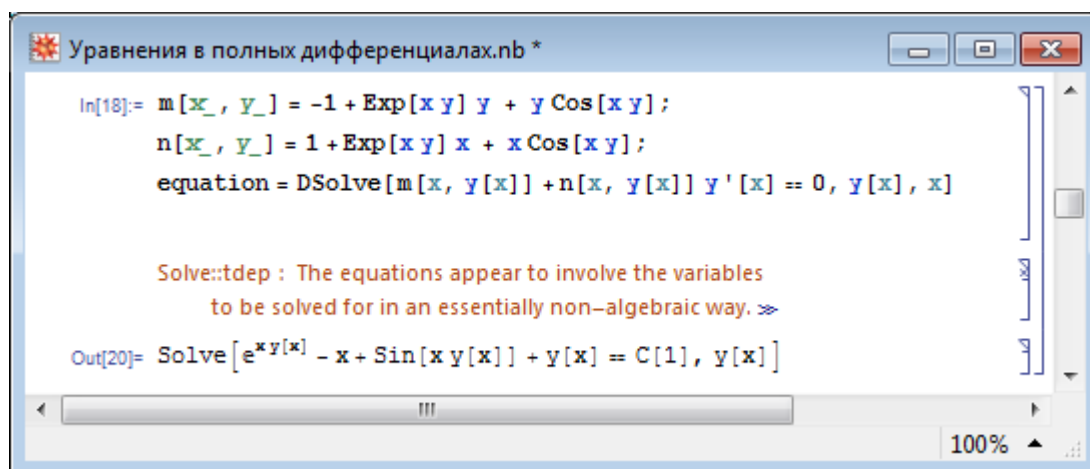 Уравнения в полных дифференциалах.nb *
In[18]:= m[x_, y_] = -1 + Exp[x y] y + y Cos[x y];
n[x_, y_] = 1 + Exp[x y] x + x Cos[x y];
equation = DSolve[m[x, y[x]] + n[x, y[x]] y'[x] == 0, y[x], x]
Solve::tdep : The equations appear to involve the variables
to be solved for in an essentially non-algebraic way. ≫
Out[20]= Solve[e^(x y[x]) - x + Sin[x y[x]] + y[x] == C[1], y[x]]
100%